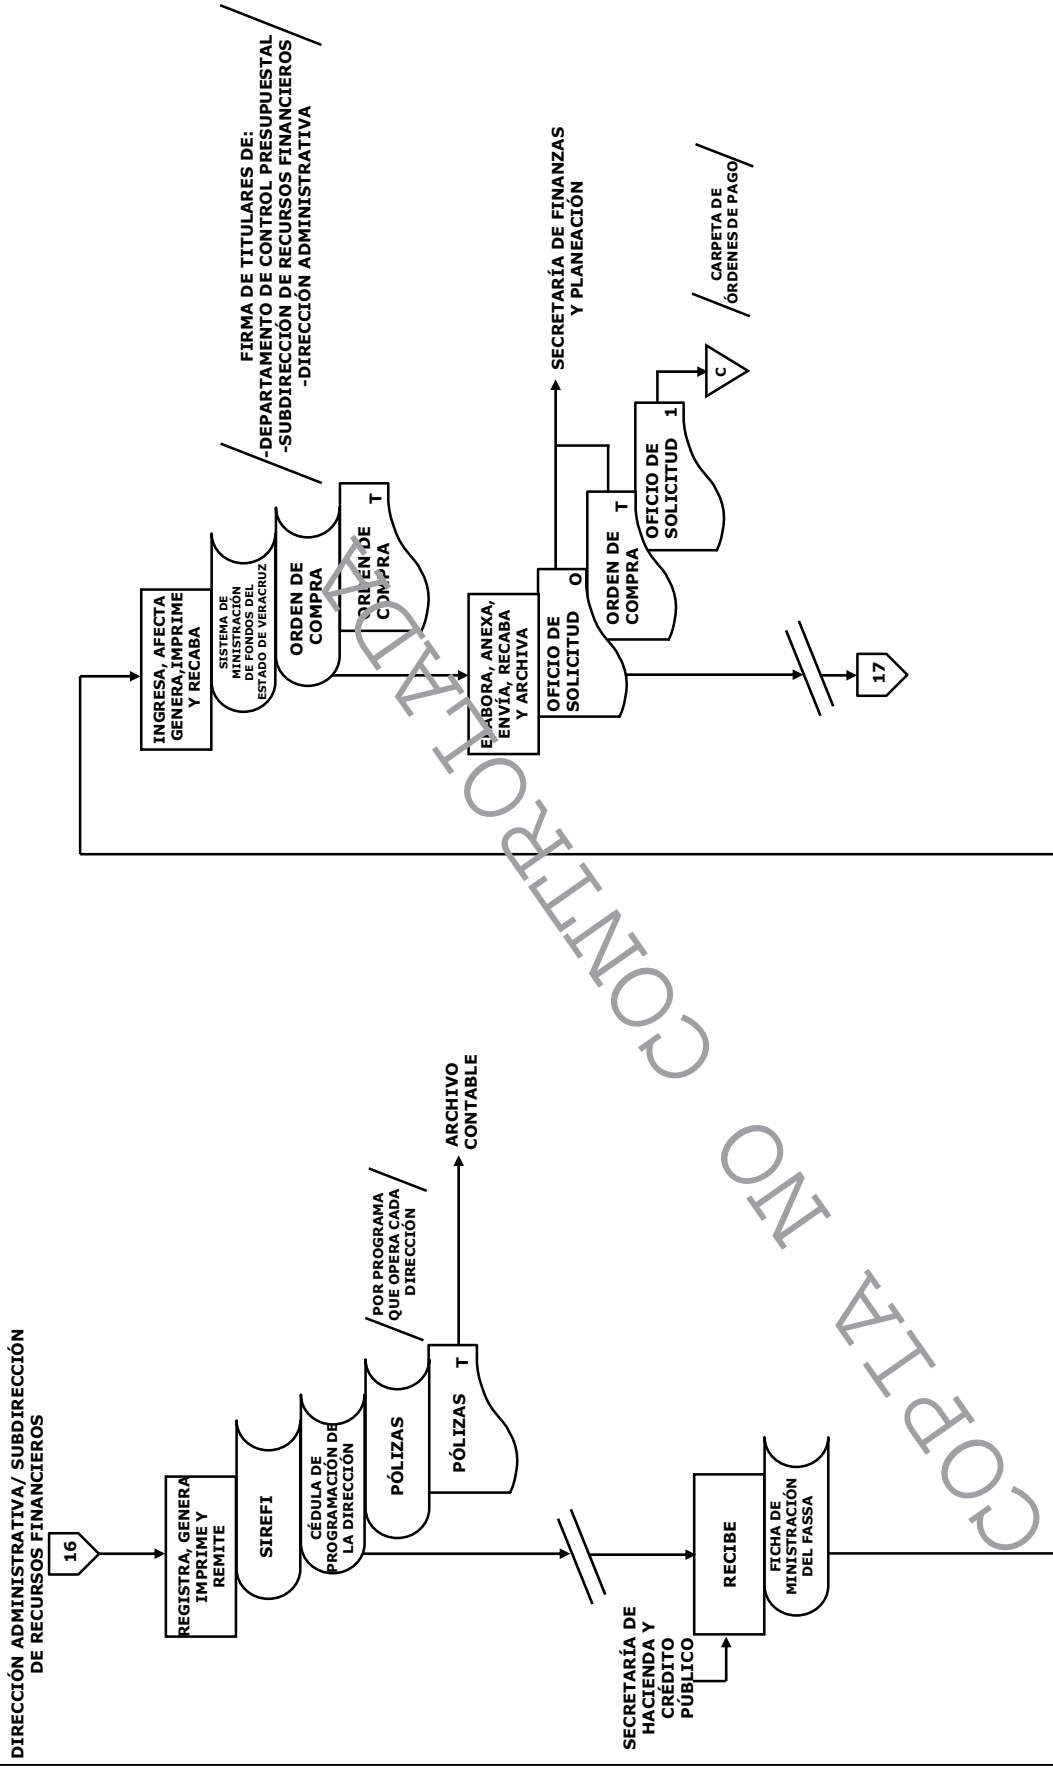 DIRECCIÓN ADMINISTRATIVA/ SUBDIRECCIÓN
DE RECURSOS FINANCIEROS
16
REGISTRA, GENERA
IMPRIME Y
REMITE
SIREFI
CÉDULA DE
PROGRAMACIÓN DE
LA DIRECCIÓN
PÓLIZAS
PÓLIZAS
T
POR PROGRAMA
QUE OPERA CADA
DIRECCIÓN
ARCHIVO
CONTABLE
SECRETARÍA DE
HACIENDA Y
CRÉDITO
PÚBLICO
RECIBE
FICHA DE
MINISTRACIÓN
DEL FASSA
INGRESA, AFECTA
GENERA,IMPRIME
Y RECABA
SISTEMA DE
MINISTRACIÓN
DE FONDOS DEL
ESTADO DE VERACRUZ
ORDEN DE
COMPRA
ORDEN DE
COMPRA
T
FIRMA DE TITULARES DE:
-DEPARTAMENTO DE CONTROL PRESUPUESTAL
-SUBDIRECCIÓN DE RECURSOS FINANCIEROS
-DIRECCIÓN ADMINISTRATIVA
ELABORA, ANEXA,
ENVÍA, RECABA
Y ARCHIVA
OFICIO DE
SOLICITUD
O
ORDEN DE
COMPRA
T
OFICIO DE
SOLICITUD
1
SECRETARÍA DE FINANZAS
Y PLANEACIÓN
C
CARPETA DE
ÓRDENES DE PAGO
17
COPIA NO CONTROLADA